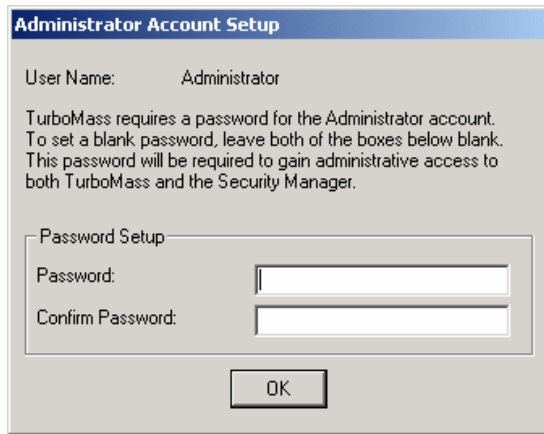 Administrator Account Setup
User Name: Administrator
TurboMass requires a password for the Administrator account.
To set a blank password, leave both of the boxes below blank.
This password will be required to gain administrative access to
both TurboMass and the Security Manager.
Password Setup
Password:
Confirm Password:
OK